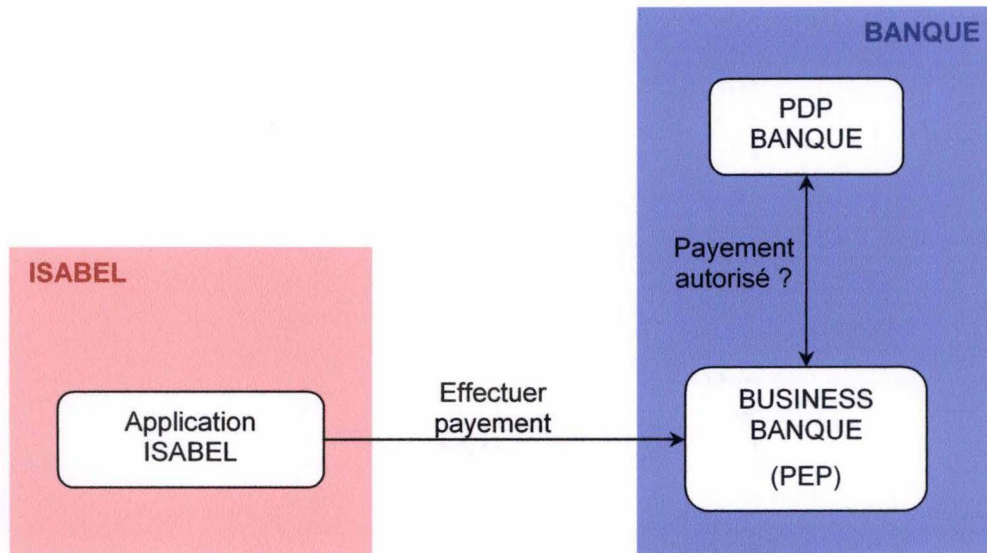 BANQUE
PDP
BANQUE
Payement
autorisé ?
ISABEL
Application
ISABEL
Effectuer
payement
BUSINESS
BANQUE
(PEP)